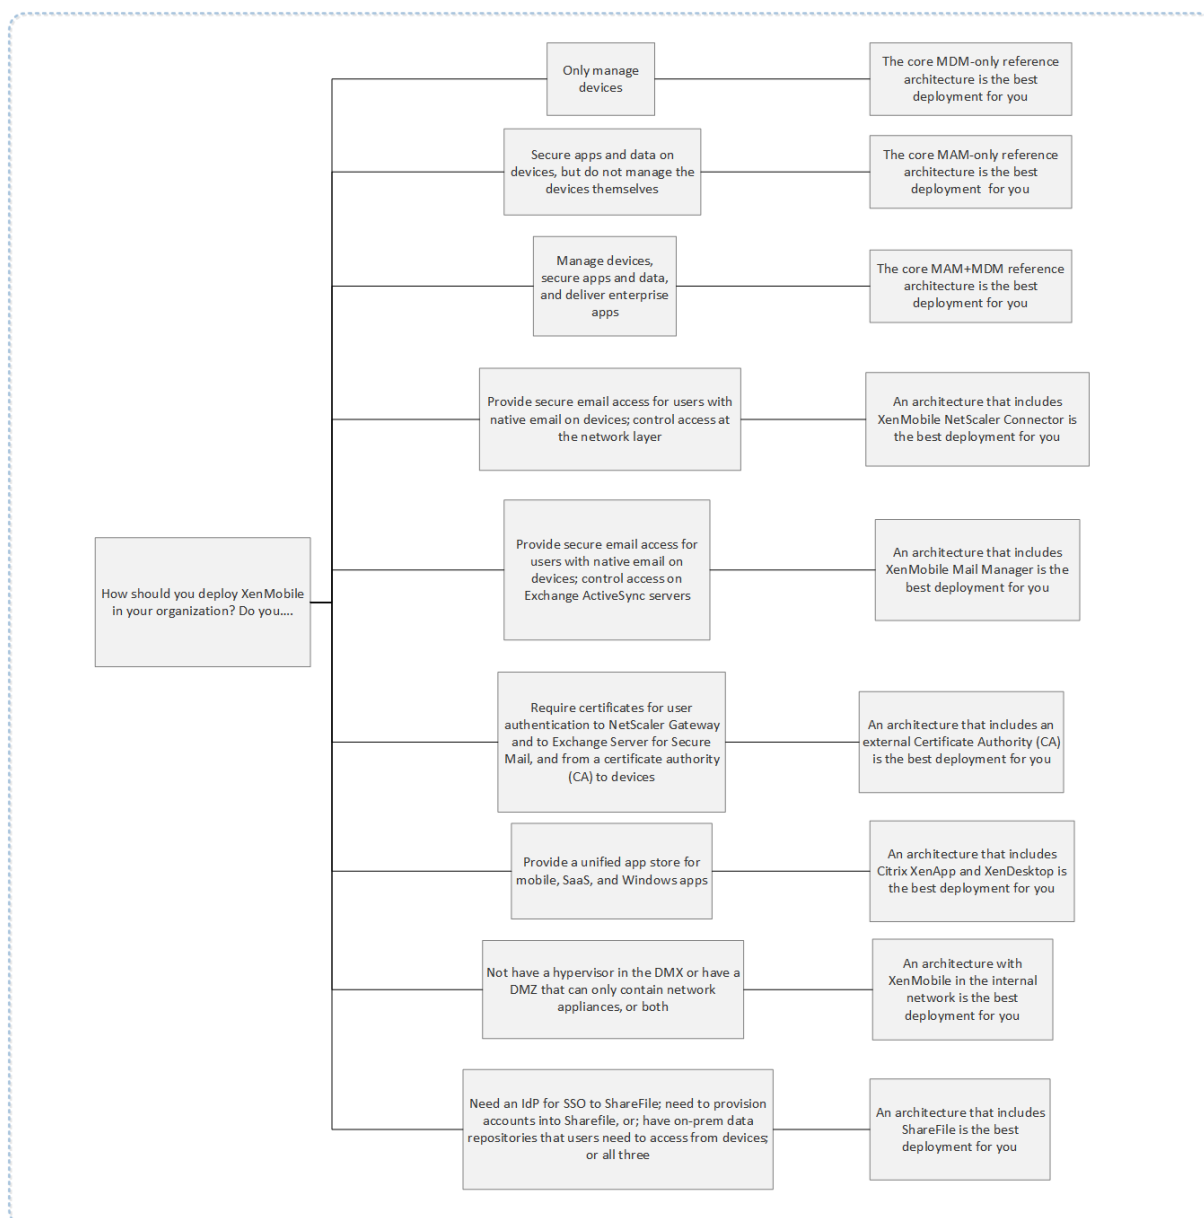 Only manage
devices
The core MDM-only reference
architecture is the best
deployment for you
Secure apps and data on
devices, but do not manage the
devices themselves
The core MAM-only reference
architecture is the best
deployment  for you
Manage devices,
secure apps and data,
and deliver enterprise
apps
The core MAM+MDM reference
architecture is the best
deployment for you
Provide secure email access for users with
native email on devices; control access at
the network layer
An architecture that includes
XenMobile NetScaler Connector is
the best deployment for you
How should you deploy XenMobile
in your organization? Do you....
Provide secure email access for
users with native email on
devices; control access on
Exchange ActiveSync servers
An architecture that includes
XenMobile Mail Manager is the
best deployment for you
Require certificates for user
authentication to NetScaler Gateway
and to Exchange Server for Secure
Mail, and from a certificate authority
(CA) to devices
An architecture that includes an
external Certificate Authority (CA)
is the best deployment for you
Provide a unified app store for
mobile, SaaS, and Windows apps
An architecture that includes
Citrix XenApp and XenDesktop is
the best deployment for you
Not have a hypervisor in the DMX or have a
DMZ that can only contain network
appliances, or both
An architecture with
XenMobile in the internal
network is the best
deployment for you
Need an IdP for SSO to ShareFile; need to provision
accounts into Sharefile, or; have on-prem data
repositories that users need to access from devices;
or all three
An architecture that includes
ShareFile is the best
deployment for you